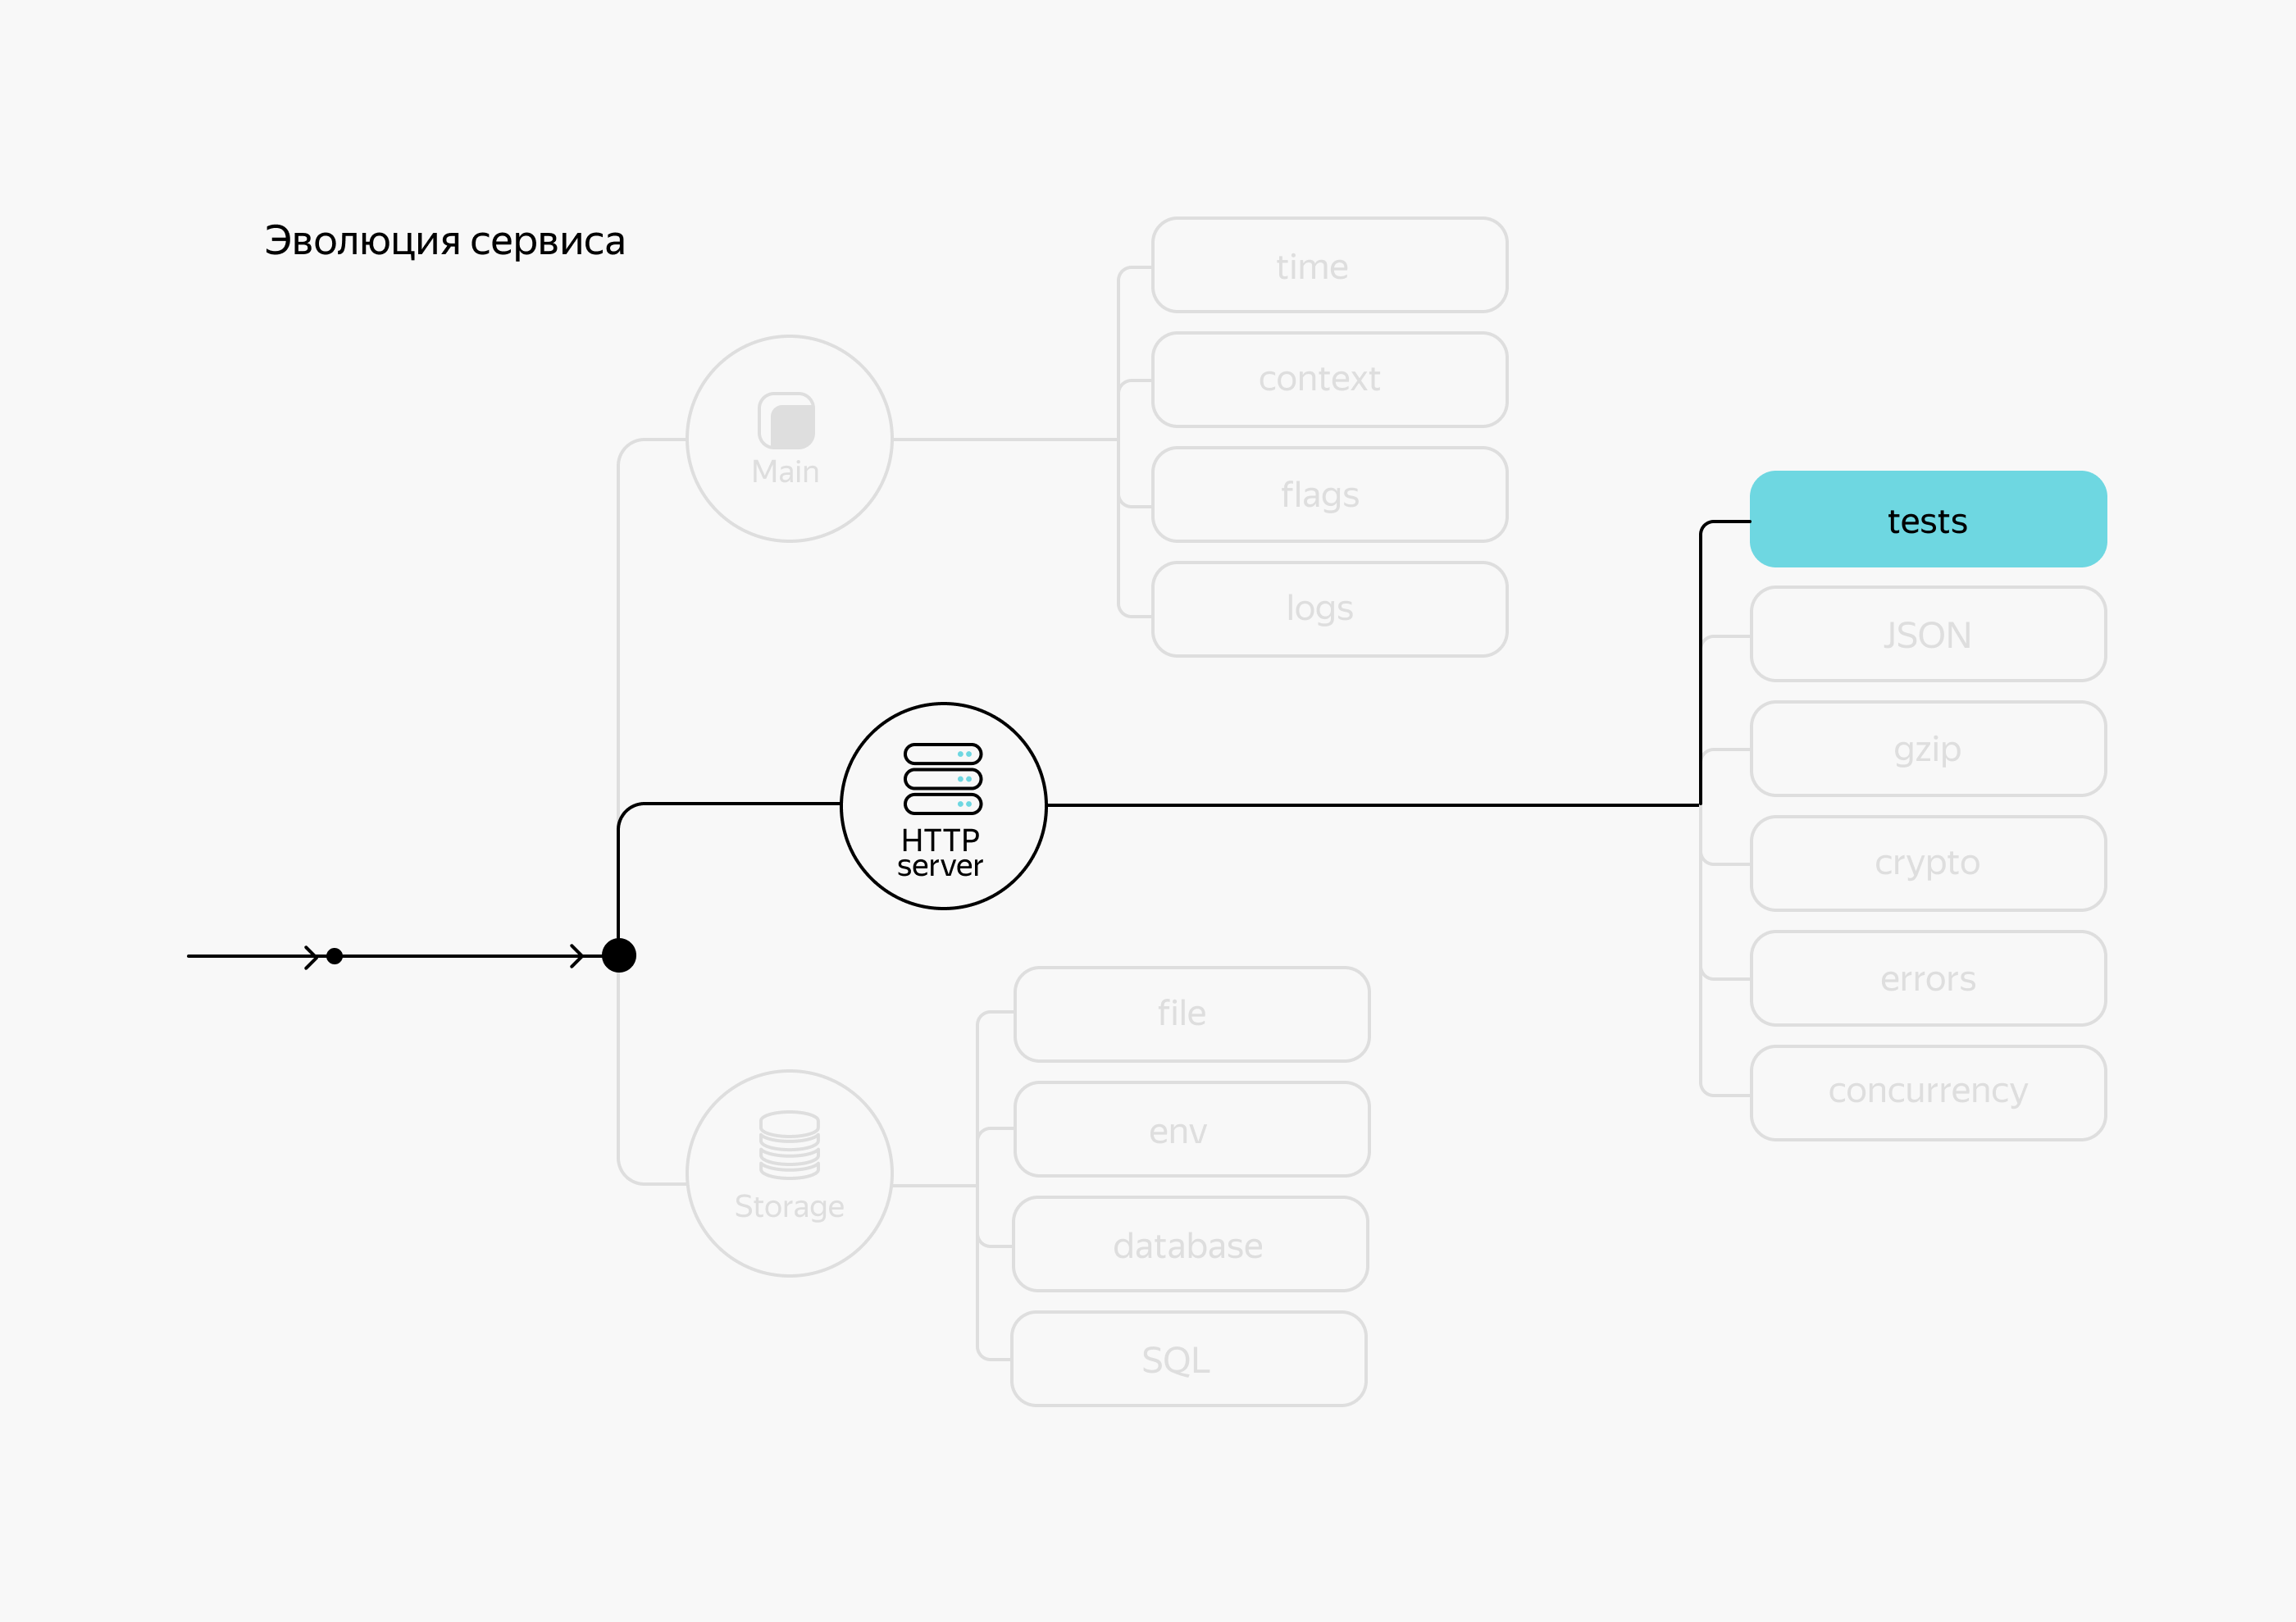 Эволюция сервиса
Main
time
context
flags
logs
HTTP
server
tests
JSON
gzip
crypto
errors
concurrency
Storage
file
env
database
SQL